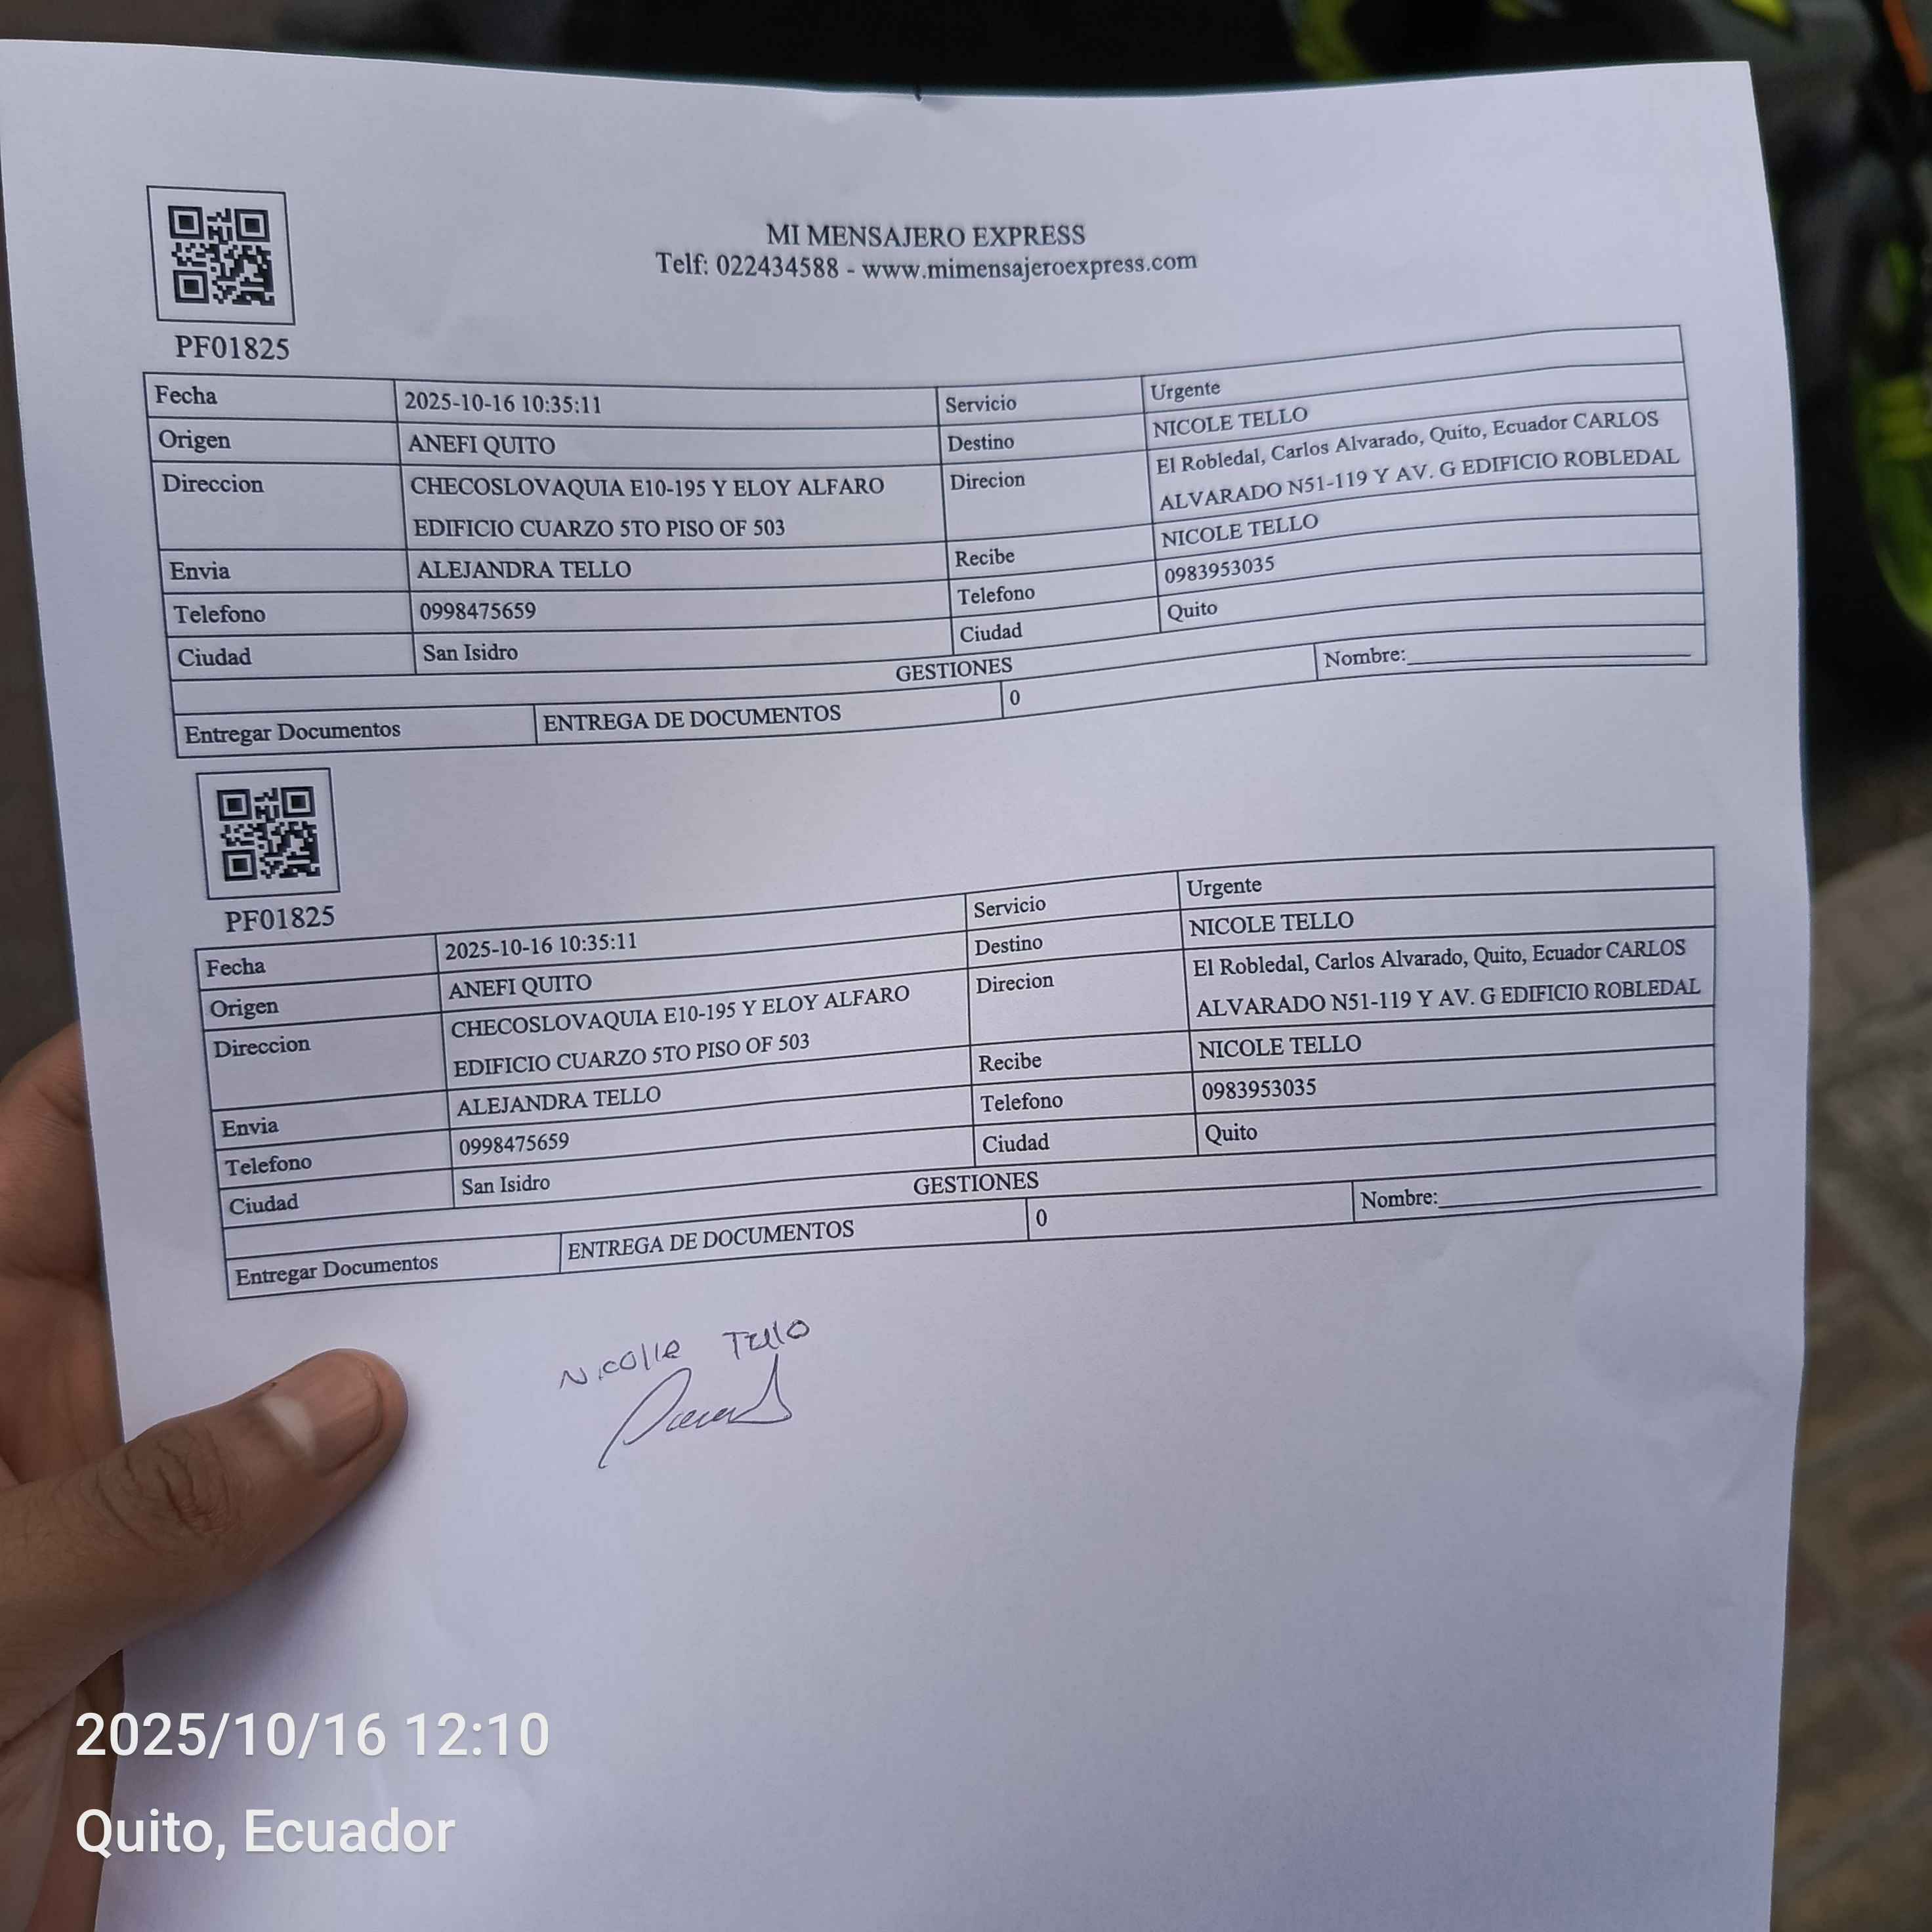 MI MENSAJERO EXPRESS
Telf: 022434588 - www.mimensajeroexpress.com
PF01825
Fecha 2025-10-16 10:35:11 Servicio Urgente
Origen ANEFI QUITO Destino NICOLE TELLO
Direccion CHECOSLOVAQUIA E10-195 Y ELOY ALFARO Direcion El Robledal, Carlos Alvarado, Quito, Ecuador CARLOS
EDIFICIO CUARZO 5TO PISO OF 503 ALVARADO N51-119 Y AV. G EDIFICIO ROBLEDAL
Envia ALEJANDRA TELLO Recibe NICOLE TELLO
Telefono 0998475659 Telefono 0983953035
Ciudad San Isidro Ciudad Quito
GESTIONES
Entregar Documentos ENTREGA DE DOCUMENTOS 0 Nombre:
PF01825
Fecha 2025-10-16 10:35:11 Servicio Urgente
Origen ANEFI QUITO Destino NICOLE TELLO
Direccion CHECOSLOVAQUIA E10-195 Y ELOY ALFARO Direcion El Robledal, Carlos Alvarado, Quito, Ecuador CARLOS
EDIFICIO CUARZO 5TO PISO OF 503 ALVARADO N51-119 Y AV. G EDIFICIO ROBLEDAL
Envia ALEJANDRA TELLO Recibe NICOLE TELLO
Telefono 0998475659 Telefono 0983953035
Ciudad San Isidro Ciudad Quito
GESTIONES
Entregar Documentos ENTREGA DE DOCUMENTOS 0 Nombre:
Nicolle Tello
2025/10/16 12:10
Quito, Ecuador